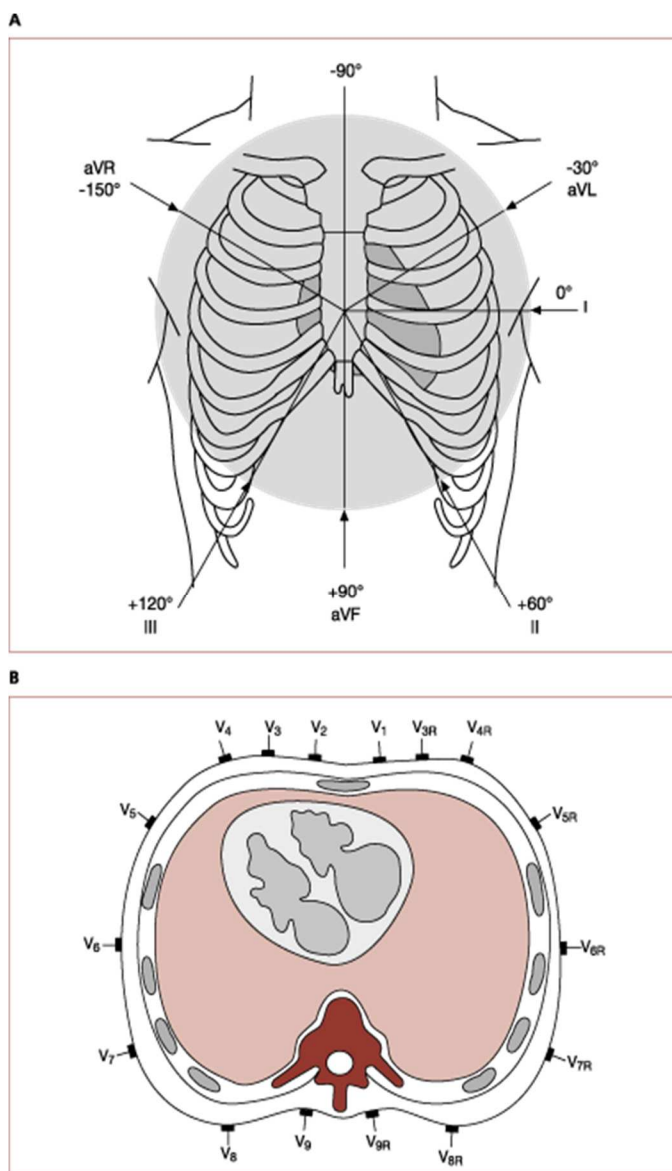 A
-90°
aVR
-150°
-30°
aVL
0°
I
+120°
III
+90°
aVF
+60°
II
B
V4
V3
V2
V1
V3R
V4R
V5
V5R
V6
V6R
V7
V7R
V8
V9
V9R
V8R